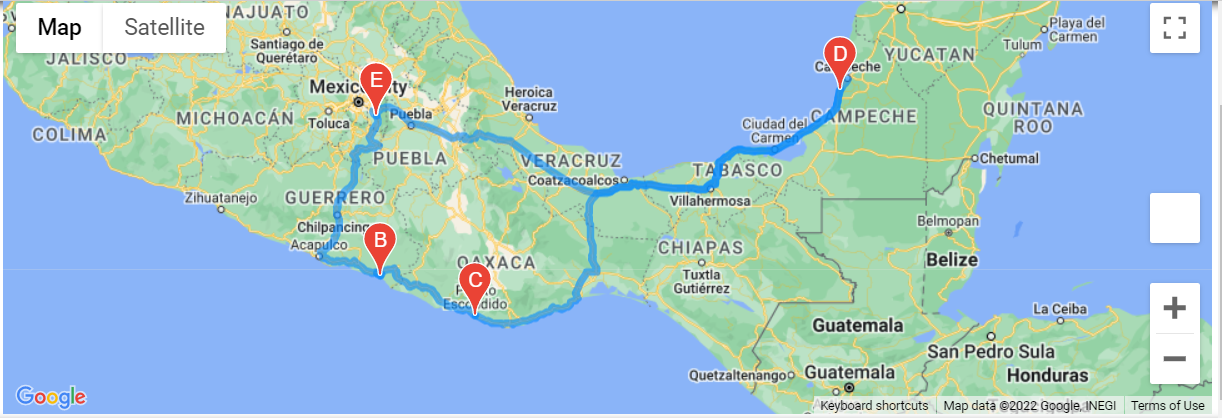 Map
Satellite
NAJUATO
Santiago de
Querétaro
JALISCO
YUCATAN
Playa del
Carmen
Tulum
D
Campeche
E
Mexico City
Toluca
Puebla
Heroica
Veracruz
MICHOACÁN
COLIMA
CAMPECHE
QUINTANA
ROO
Ciudad del
Carmen
PUEBLA
VERACRUZ
Coatzacoalcos
TABASCO
Villahermosa
Chetumal
GUERRERO
Zihuatanejo
Chilpancingo
Acapulco
B
C
OAXACA
Puerto
Escondido
CHIAPAS
Tuxtla
Gutiérrez
Belmopan
Belize
La Ceiba
Guatemala
San Pedro Sula
Honduras
Quetzaltenango
Guatemala
Google
Keyboard shortcuts
Map data ©2022 Google, INEGI
Terms of Use